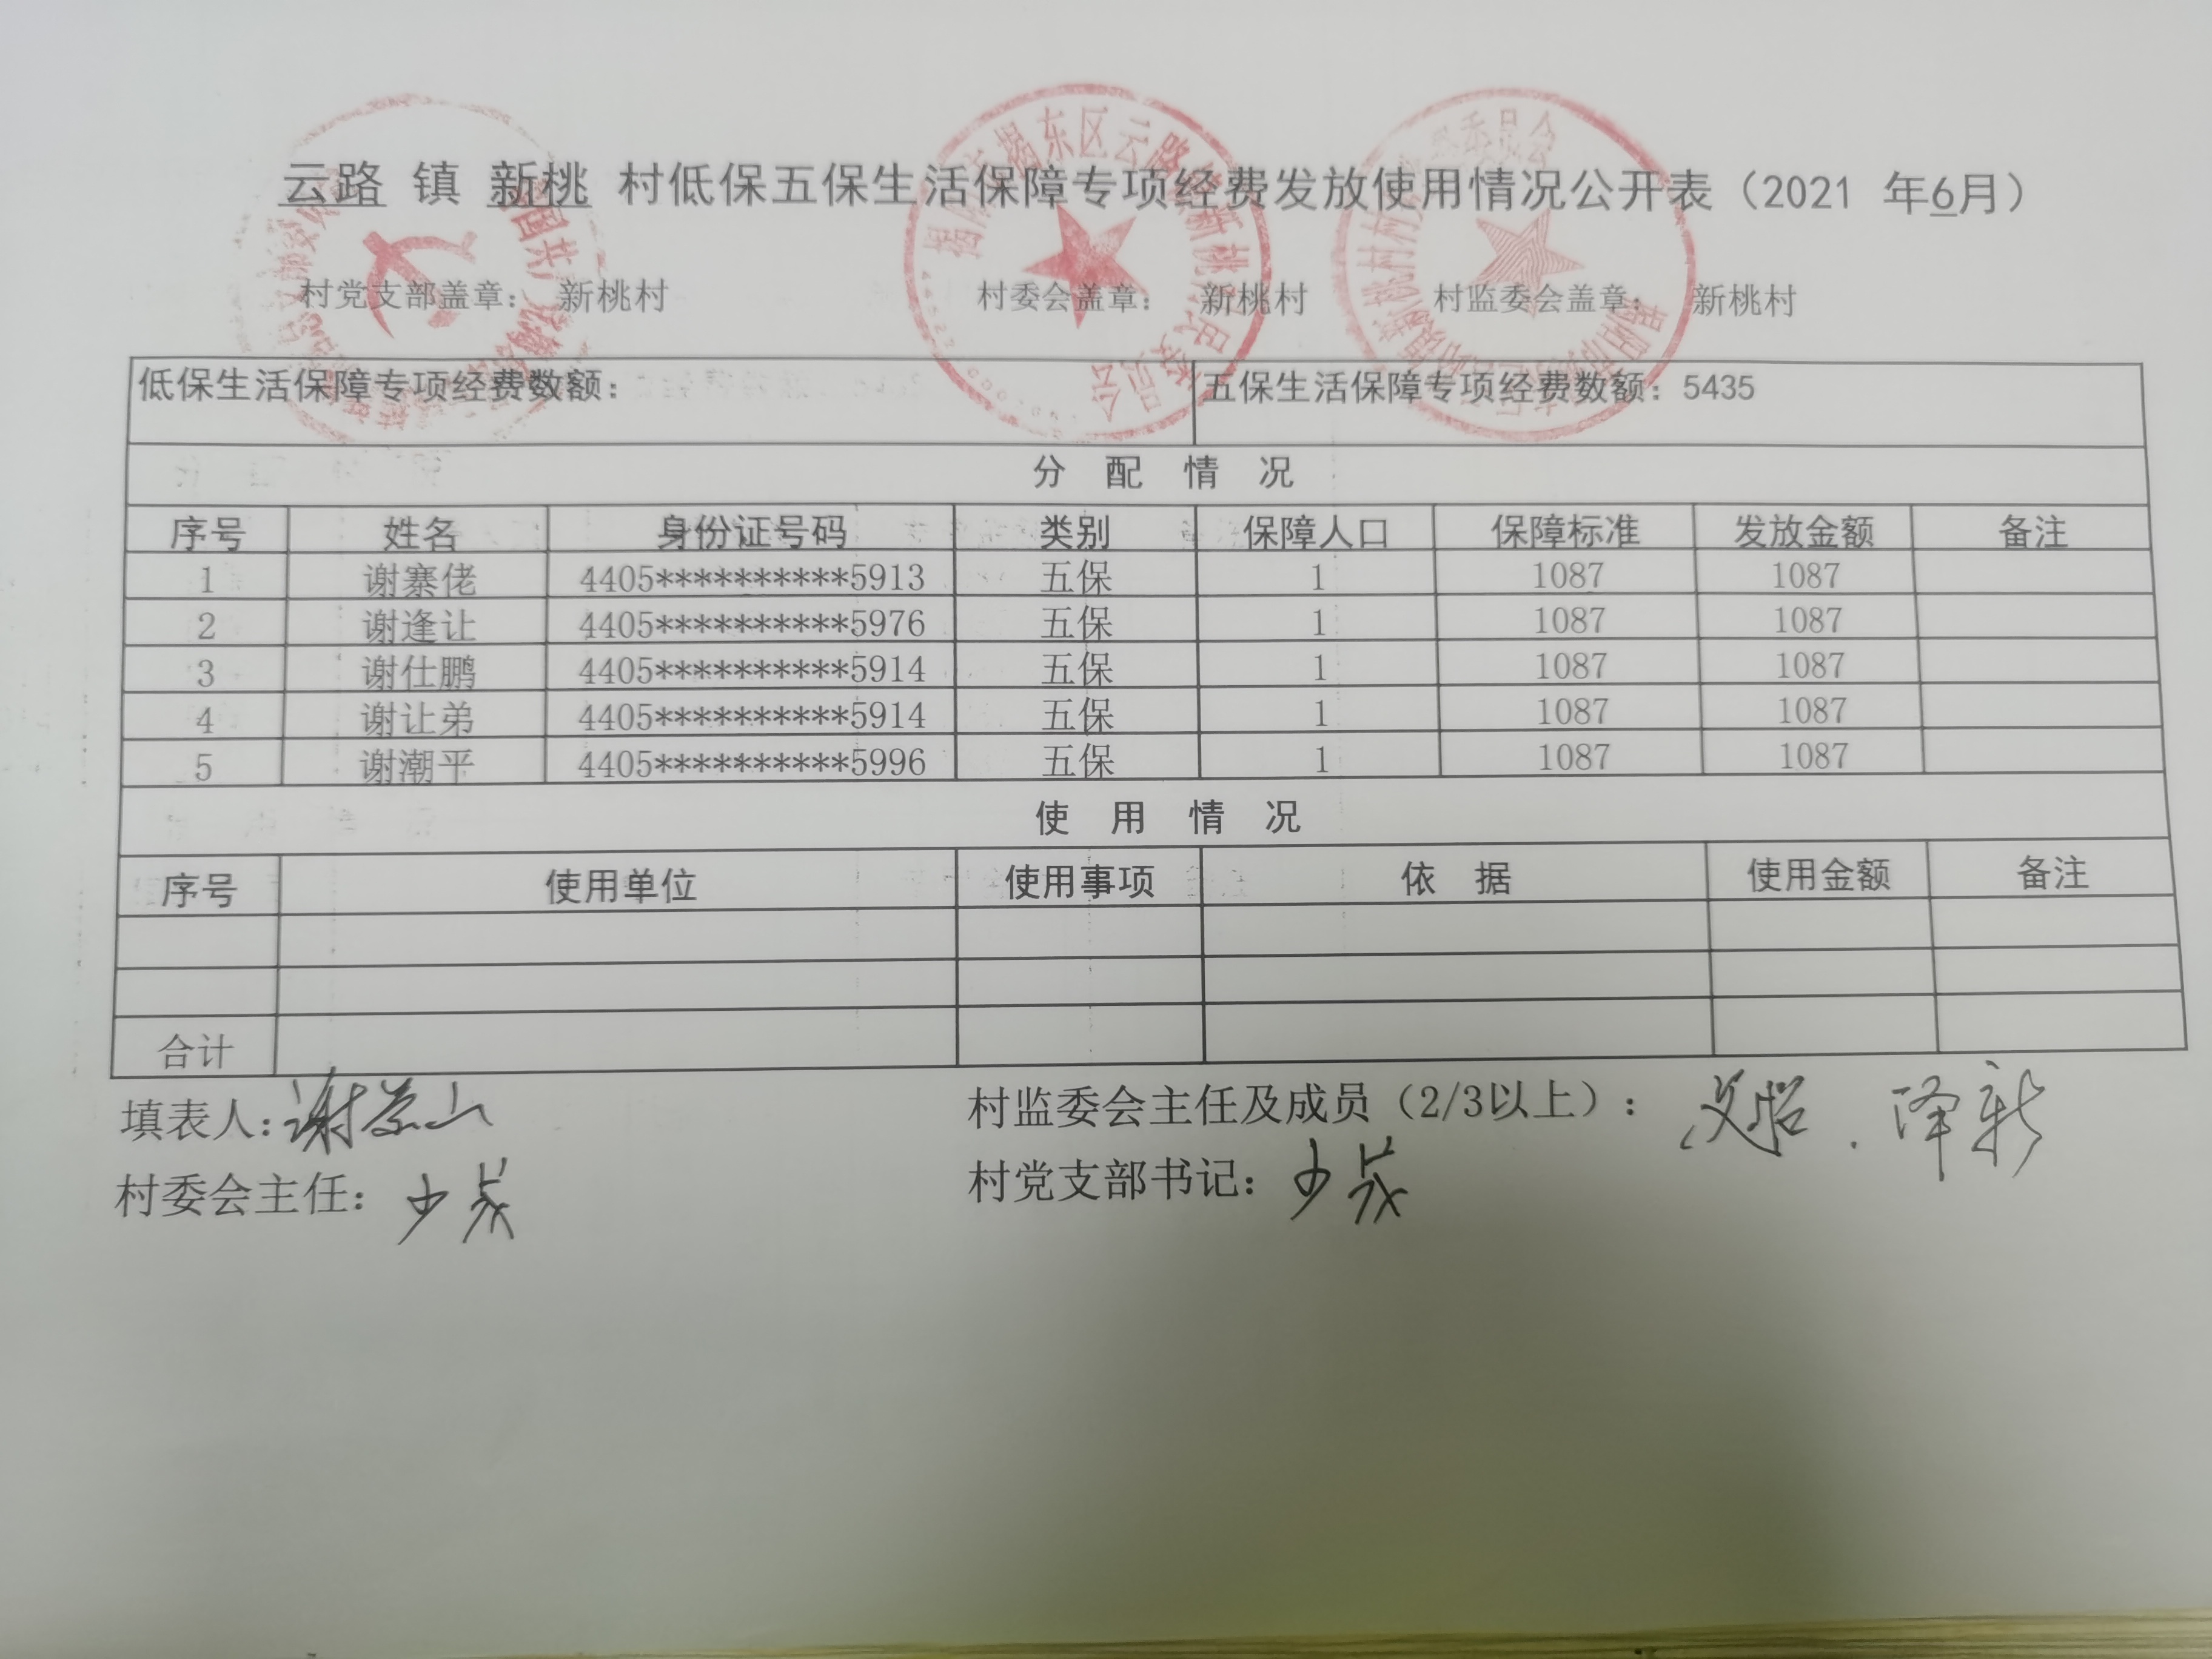 云路 镇 新桃 村低保五保生活保障专项经费发放使用情况公开表（2021 年6月）
村党支部盖章： 新桃村 村委会盖章： 新桃村 村监委会盖章： 新桃村
低保生活保障专项经费数额： 五保生活保障专项经费数额：5435
分 配 情 况
序号 姓名 身份证号码 类别 保障人口 保障标准 发放金额 备注
1 谢寨佬 4405**********5913 五保 1 1087 1087
2 谢逢让 4405**********5976 五保 1 1087 1087
3 谢仕鹏 4405**********5914 五保 1 1087 1087
4 谢让弟 4405**********5914 五保 1 1087 1087
5 谢潮平 4405**********5996 五保 1 1087 1087
使 用 情 况
序号 使用单位 使用事项 依 据 使用金额 备注
合计
填表人： 村监委会主任及成员（2/3以上）： 泽新
村委会主任：少茂 村党支部书记：少茂